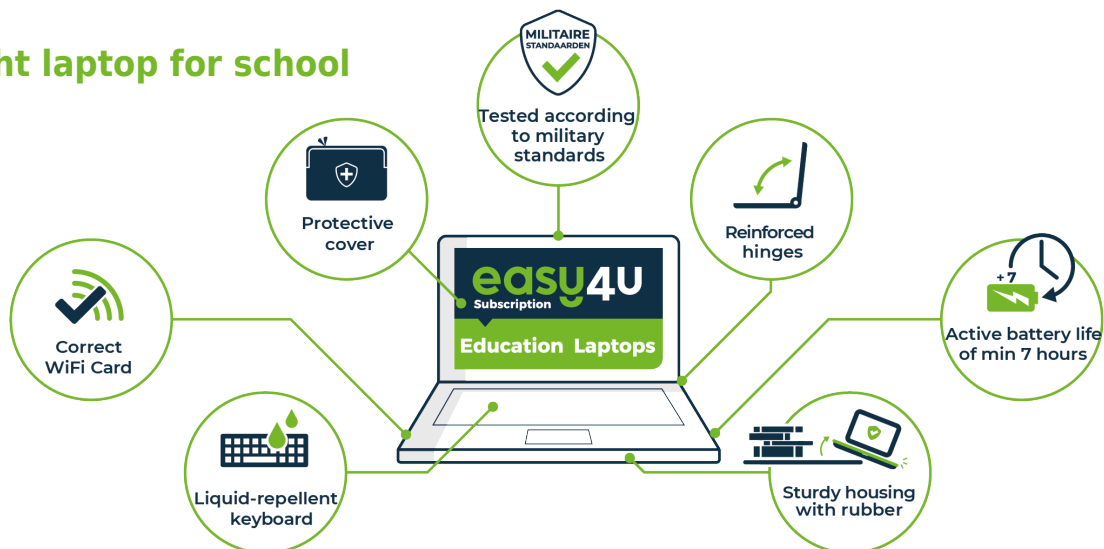 ht laptop for school
MILITAIRE
STANDAARDEN
Tested according
to military
standards
Protective
cover
Reinforced
hinges
Correct
WiFi Card
easy4u
Subscription
Education Laptops
+7
Active battery life
of min 7 hours
Liquid-repellent
keyboard
Sturdy housing
with rubber